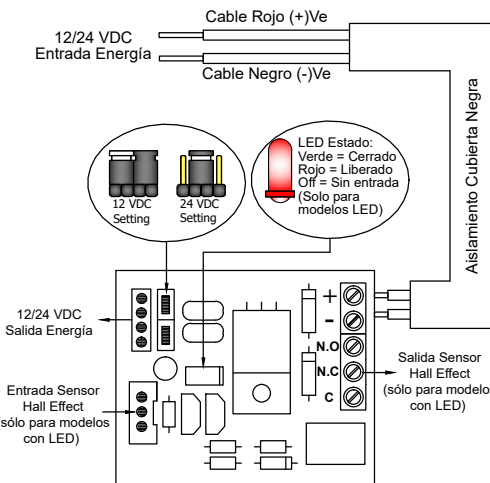 Cable Rojo (+)Ve
12/24 VDC
Entrada Energía
Cable Negro (-)Ve
Aislamiento Cubierta Negra
12 VDC
Setting
24 VDC
Setting
LED Estado:
Verde = Cerrado
Rojo = Liberado
Off = Sin entrada
(Solo para
modelos LED)
12/24 VDC
Salida Energía
+
-
N.O
N.C
C
Salida Sensor
Hall Effect
(sólo para modelo
con LED)
Entrada Sensor
Hall Effect
(sólo para modelos
con LED)